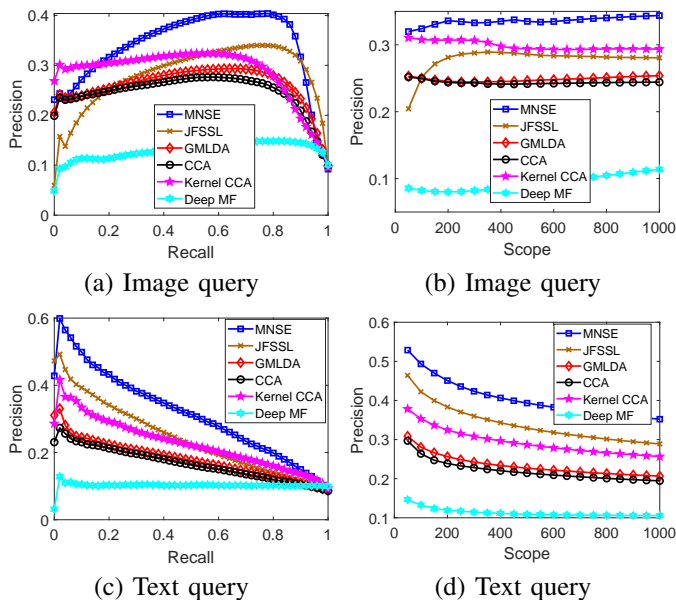 0.4
0.3
0.2
0.1
0
Precision
0 0.2 0.4 0.6 0.8 1
Recall
MNSE
JFSSL
GMLDA
CCA
Kernel CCA
Deep MF
(a) Image query
0.3
0.2
0.1
Precision
0 200 400 600 800 1000
Scope
MNSE
JFSSL
GMLDA
CCA
Kernel CCA
Deep MF
(b) Image query
0.6
0.4
0.2
0
Precision
0 0.2 0.4 0.6 0.8 1
Recall
MNSE
JFSSL
GMLDA
CCA
Kernel CCA
Deep MF
(c) Text query
0.6
0.5
0.4
0.3
0.2
0.1
Precision
0 200 400 600 800 1000
Scope
MNSE
JFSSL
GMLDA
CCA
Kernel CCA
Deep MF
(d) Text query